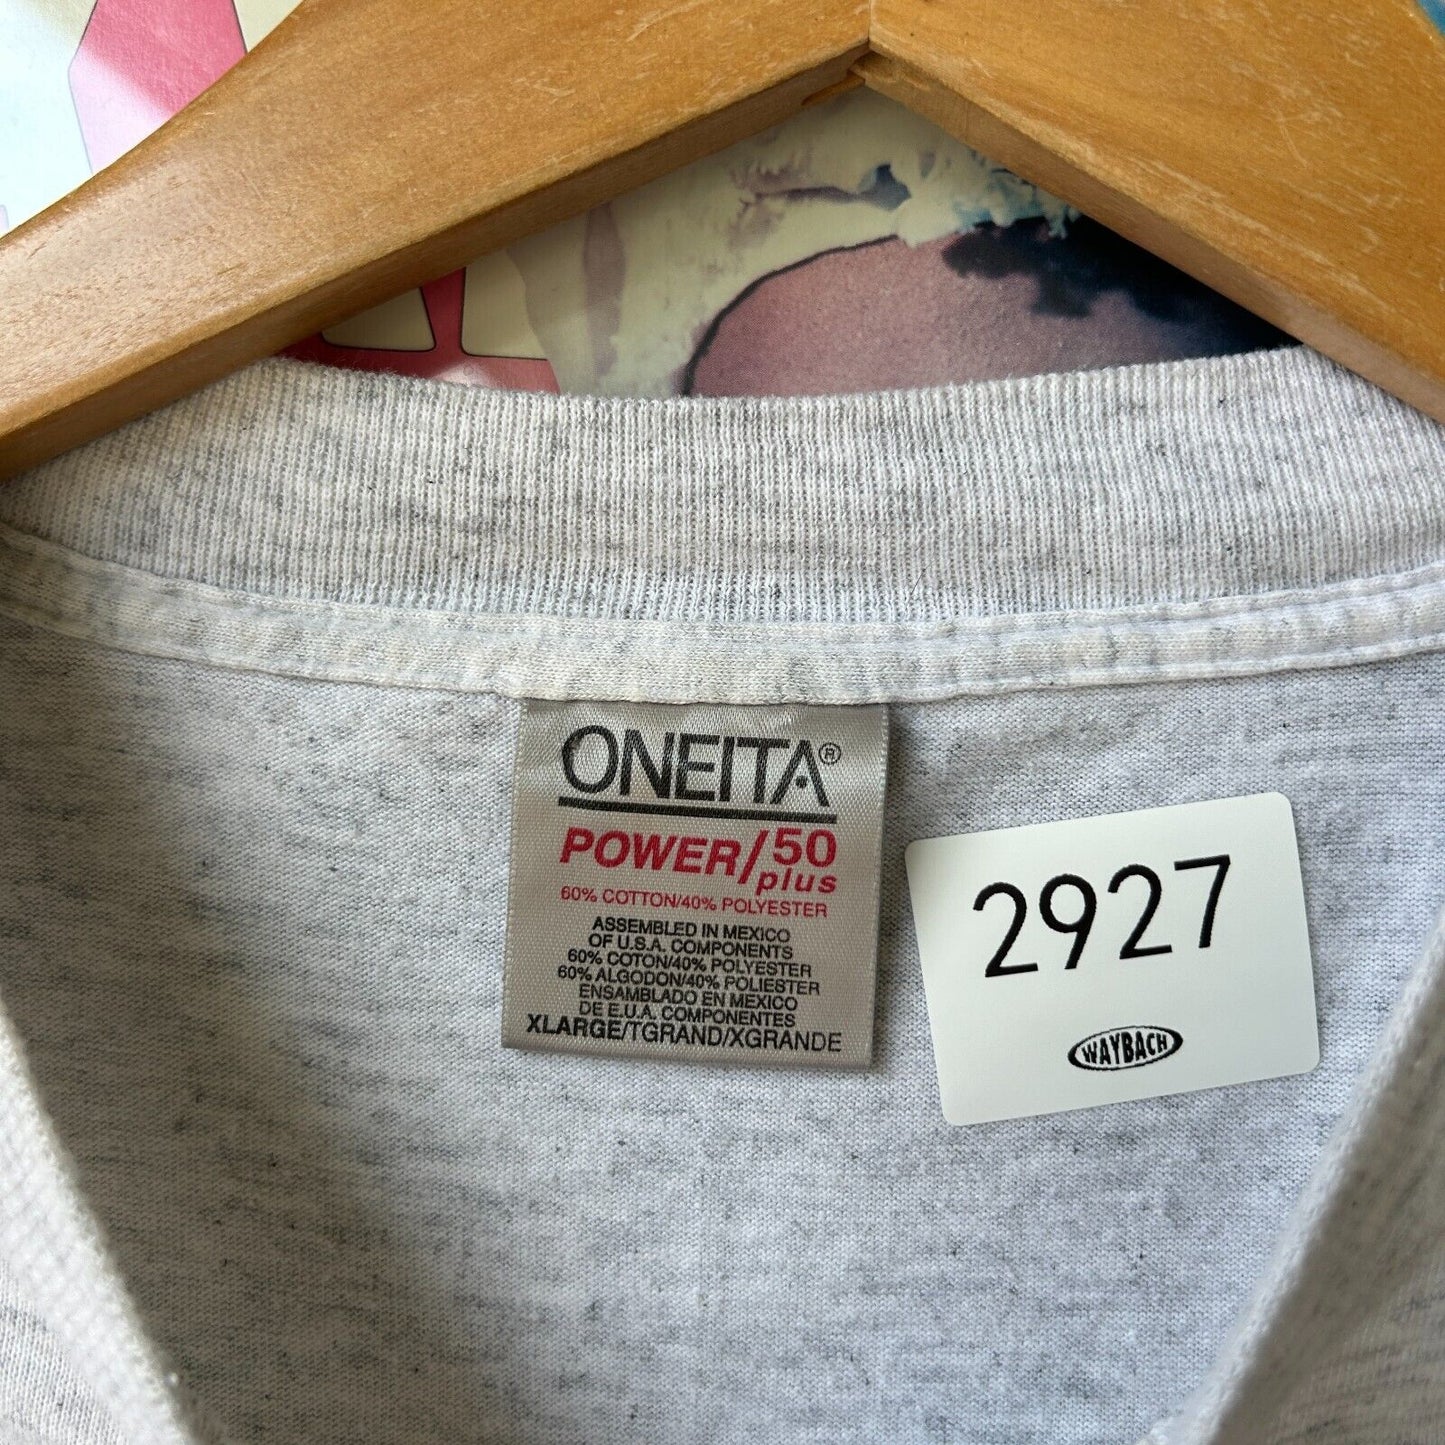 ONEITA®
POWER/50
plus
60% COTTON/40% POLYESTER
ASSEMBLED IN MEXICO
OF U.S.A. COMPONENTS
60% COTON/40% POLYESTER
60% ALGODON/40% POLIESTER
ENSAMBLADO EN MEXICO
DE E.U.A. COMPONENTES
XLARGE/TGRAND/XGRANDE
2927
WAYBACH